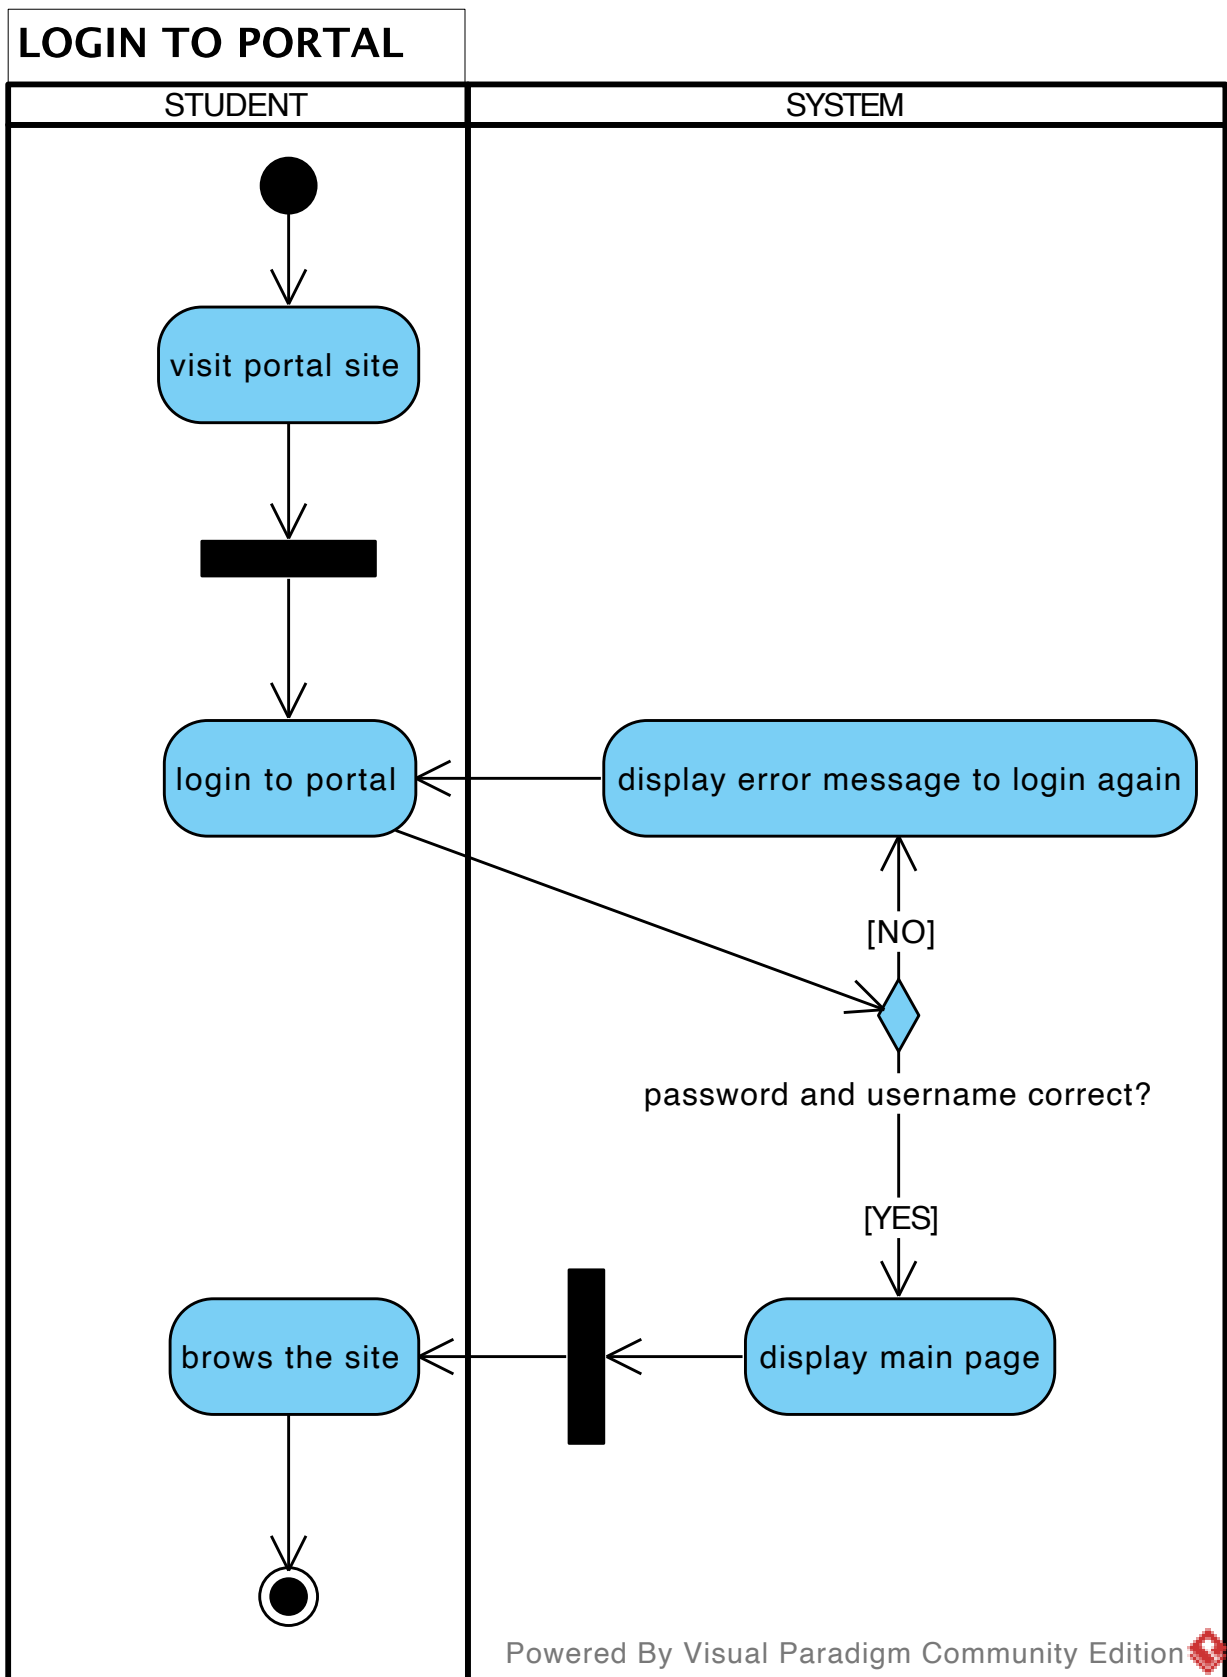 LOGIN TO PORTAL
STUDENT
SYSTEM
visit portal site
login to portal
display error message to login again
[NO]
password and username correct?
[YES]
brows the site
display main page
Powered By Visual Paradigm Community Edition